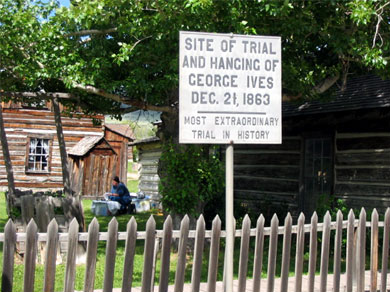 SITE OF TRIAL
AND HANGING OF
GEORGE IVES
DEC. 21, 1863
MOST EXTRAORDINARY
TRIAL IN HISTORY